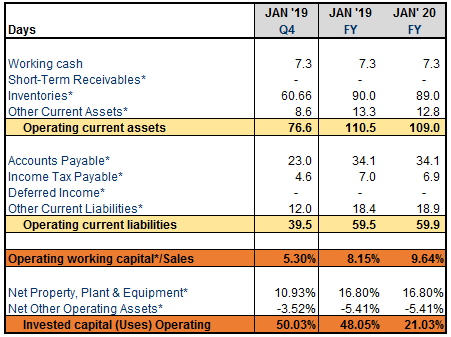 JAN '19 JAN '19 JAN' 20
Days Q4 FY FY
Working cash 7.3 7.3 7.3
Short-Term Receivables* - - -
Inventories* 60.66 90.0 89.0
Other Current Assets* 8.6 13.3 12.8
Operating current assets 76.6 110.5 109.0
Accounts Payable* 23.0 34.1 34.1
Income Tax Payable* 4.6 7.0 6.9
Deferred Income* - - -
Other Current Liabilities* 12.0 18.4 18.9
Operating current liabilities 39.5 59.5 59.9
Operating working capital*/Sales 5.30% 8.15% 9.64%
Net Property, Plant & Equipment* 10.93% 16.80% 16.80%
Net Other Operating Assets* -3.52% -5.41% -5.41%
Invested capital (Uses) Operating 50.03% 48.05% 21.03%